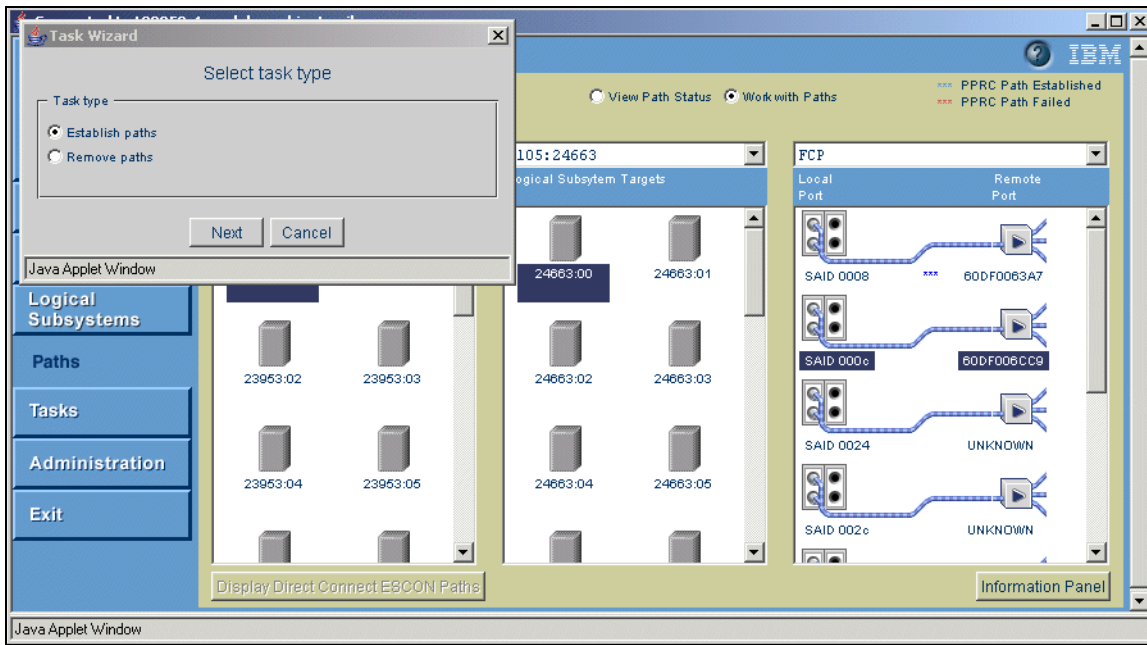 Task Wizard
Select task type
Task type
Establish paths
Remove paths
Next
Cancel
Java Applet Window
IBM
View Path Status
Work with Paths
*** PPRC Path Established
*** PPRC Path Failed
105:24663
FCP
ogical Subsytem Targets
Local Port
Remote Port
24663:00
24663:01
SAID 0008
***
60DF0063A7
Logical
Subsystems
Paths
Tasks
Administration
Exit
23953:02
23953:03
24663:02
24663:03
SAID 000c
60DF006CC9
23953:04
23953:05
24663:04
24663:05
SAID 0024
UNKNOWN
SAID 002c
UNKNOWN
Display Direct Connect ESCON Paths
Information Panel
Java Applet Window